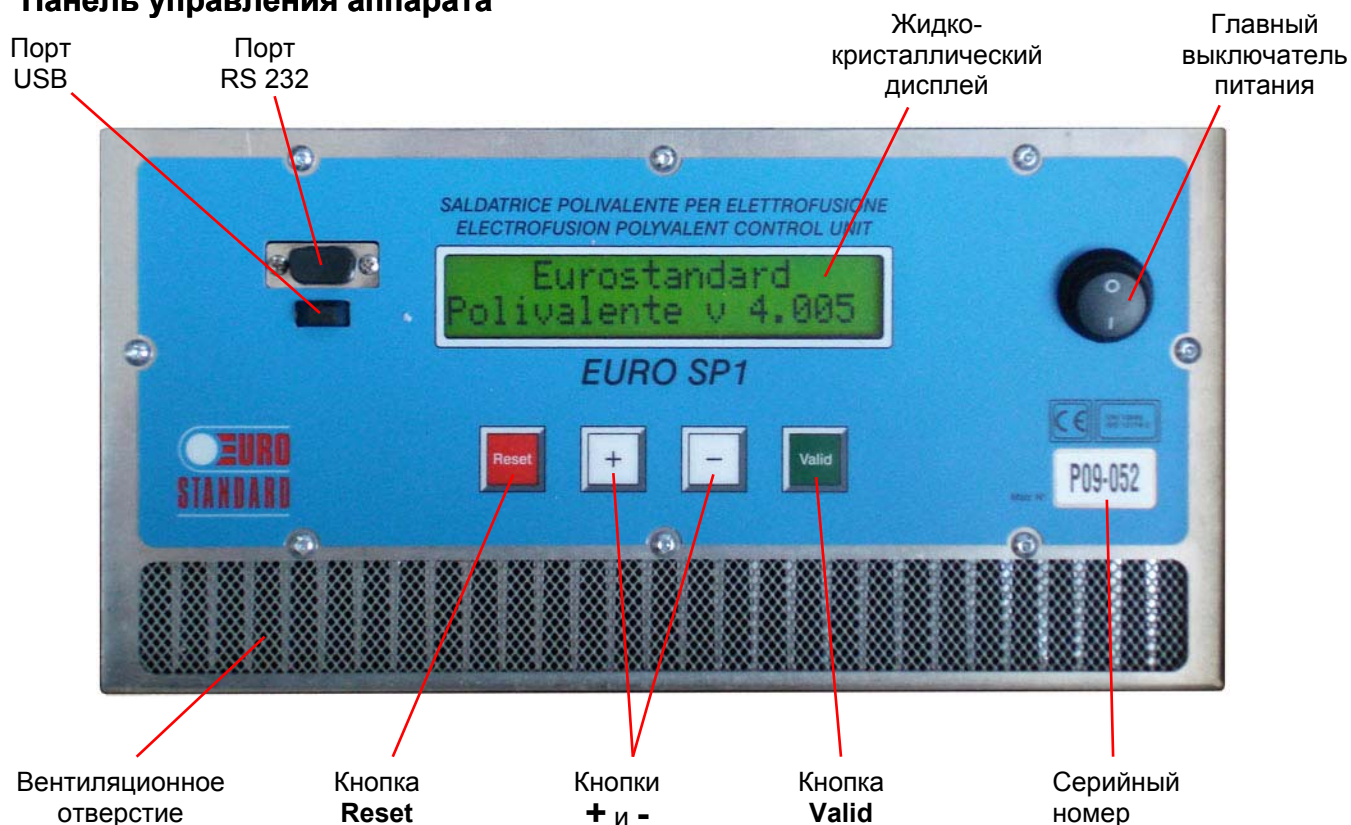 Панель управления аппарата
Порт
USB
Порт
RS 232
Жидко-
кристаллический
дисплей
Главный
выключатель
питания
SALDATRICE POLIVALENTE PER ELETTROFUSIONE
ELECTROFUSION POLYVALENT CONTROL UNIT
Eurostandard
Polivalente v 4.005
O
I
EURO SP1
EURO
STANDARD
Reset
+
-
Valid
CE
P09-052
Вентиляционное
отверстие
Кнопка
Reset
Кнопки
+ и -
Кнопка
Valid
Серийный
номер